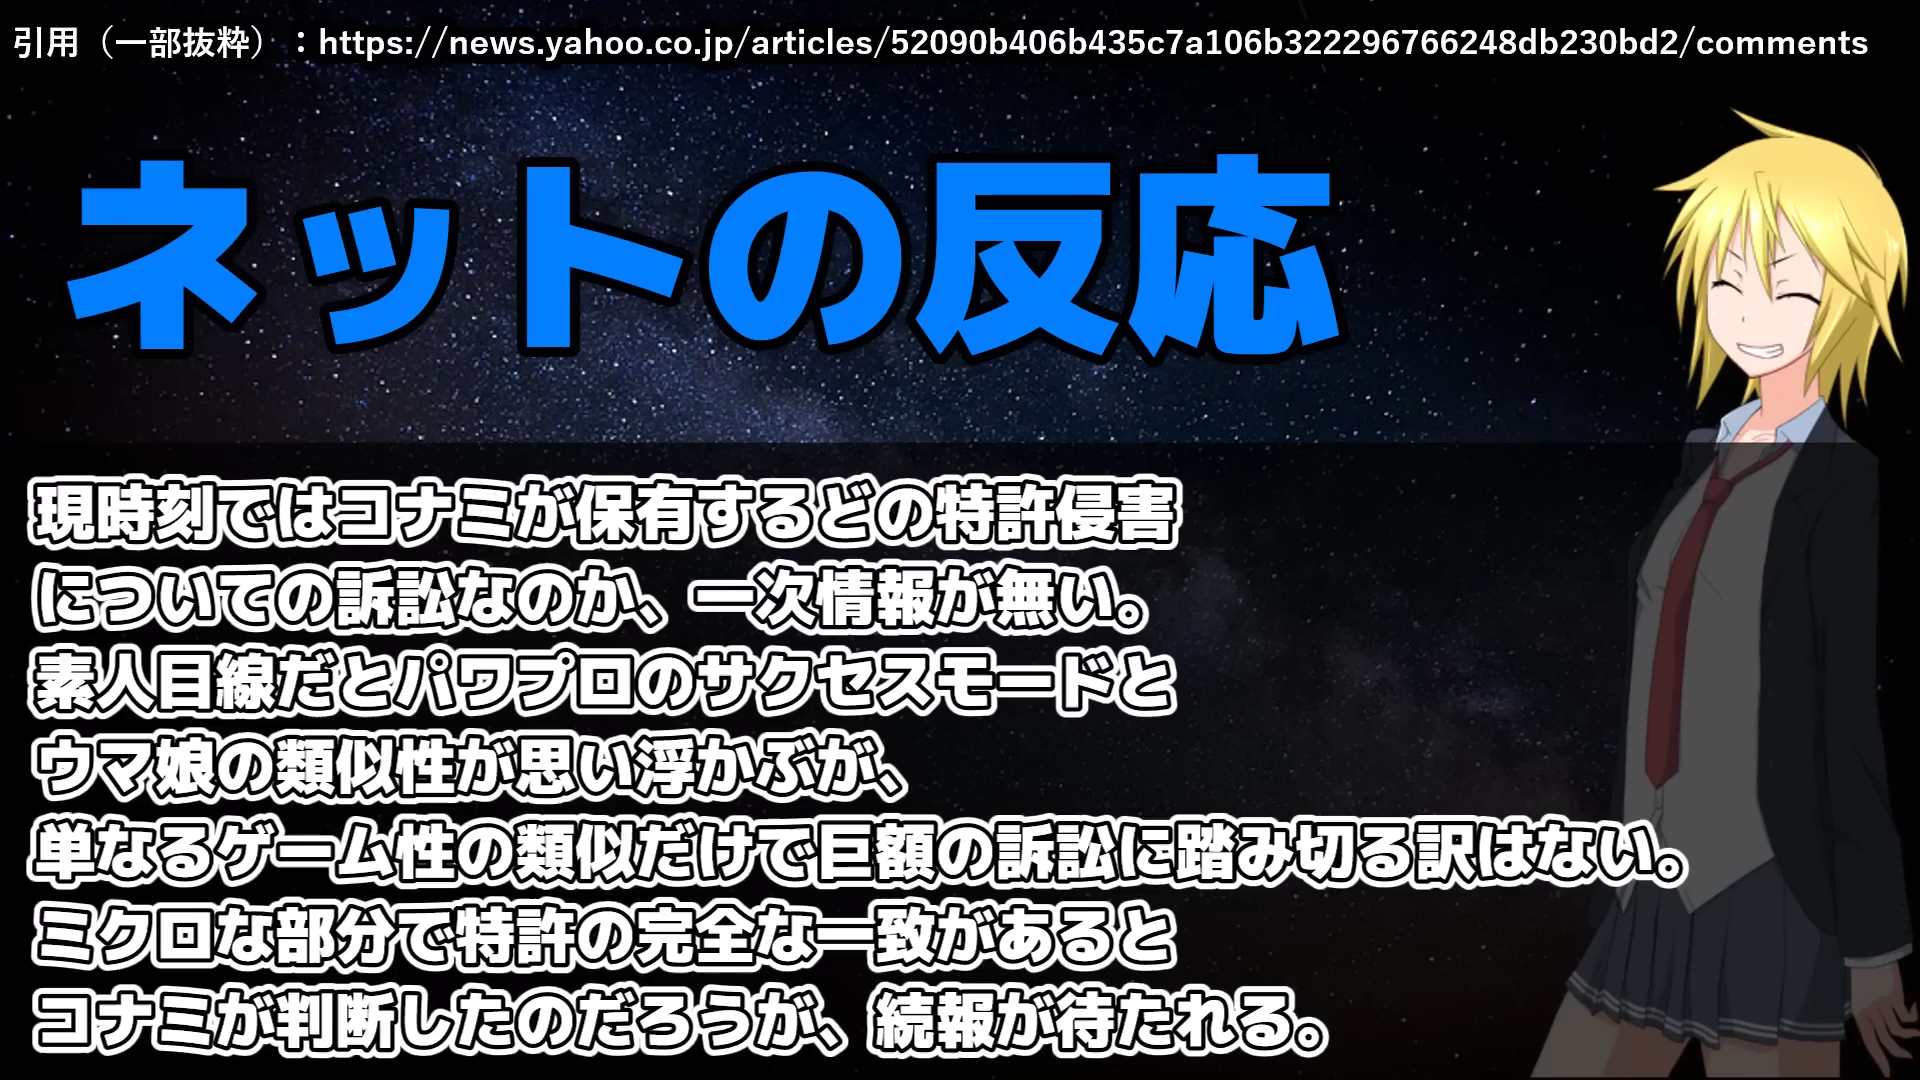 引用（一部抜粋）：https://news.yahoo.co.jp/articles/52090b406b435c7a106b322296766248db230bd2/comments
ネットの反応
現時刻ではコナミが保有するどの特許侵害
についての訴訟なのか、一次情報が無い。
素人目線だとパワプロのサクセスモードと
ウマ娘の類似性が思い浮かぶが、
単なるゲーム性の類似だけで巨額の訴訟に踏み切る訳はない。
ミクロな部分で特許の完全な一致があると
コナミが判断したのだろうが、続報が待たれる。